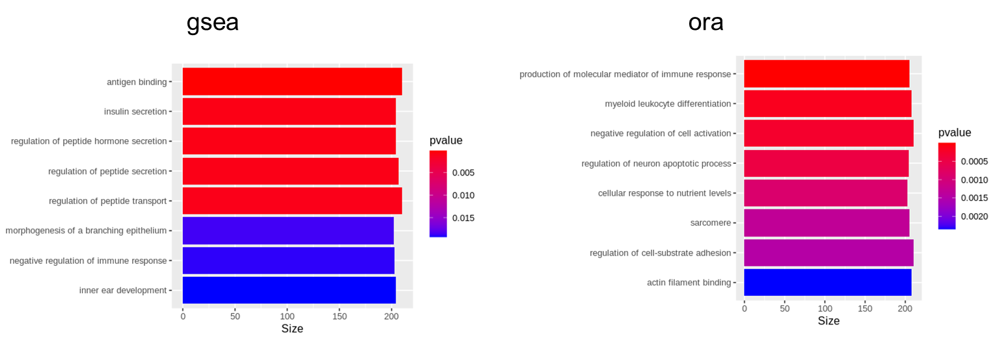 gsea
antigen binding
insulin secretion
regulation of peptide hormone secretion
regulation of peptide secretion
regulation of peptide transport
morphogenesis of a branching epithelium
negative regulation of immune response
inner ear development
0 50 100 150 200
Size
pvalue
0.005
0.010
0.015
ora
production of molecular mediator of immune response
myeloid leukocyte differentiation
negative regulation of cell activation
regulation of neuron apoptotic process
cellular response to nutrient levels
sarcomere
regulation of cell-substrate adhesion
actin filament binding
0 50 100 150 200
Size
pvalue
0.0005
0.0010
0.0015
0.0020